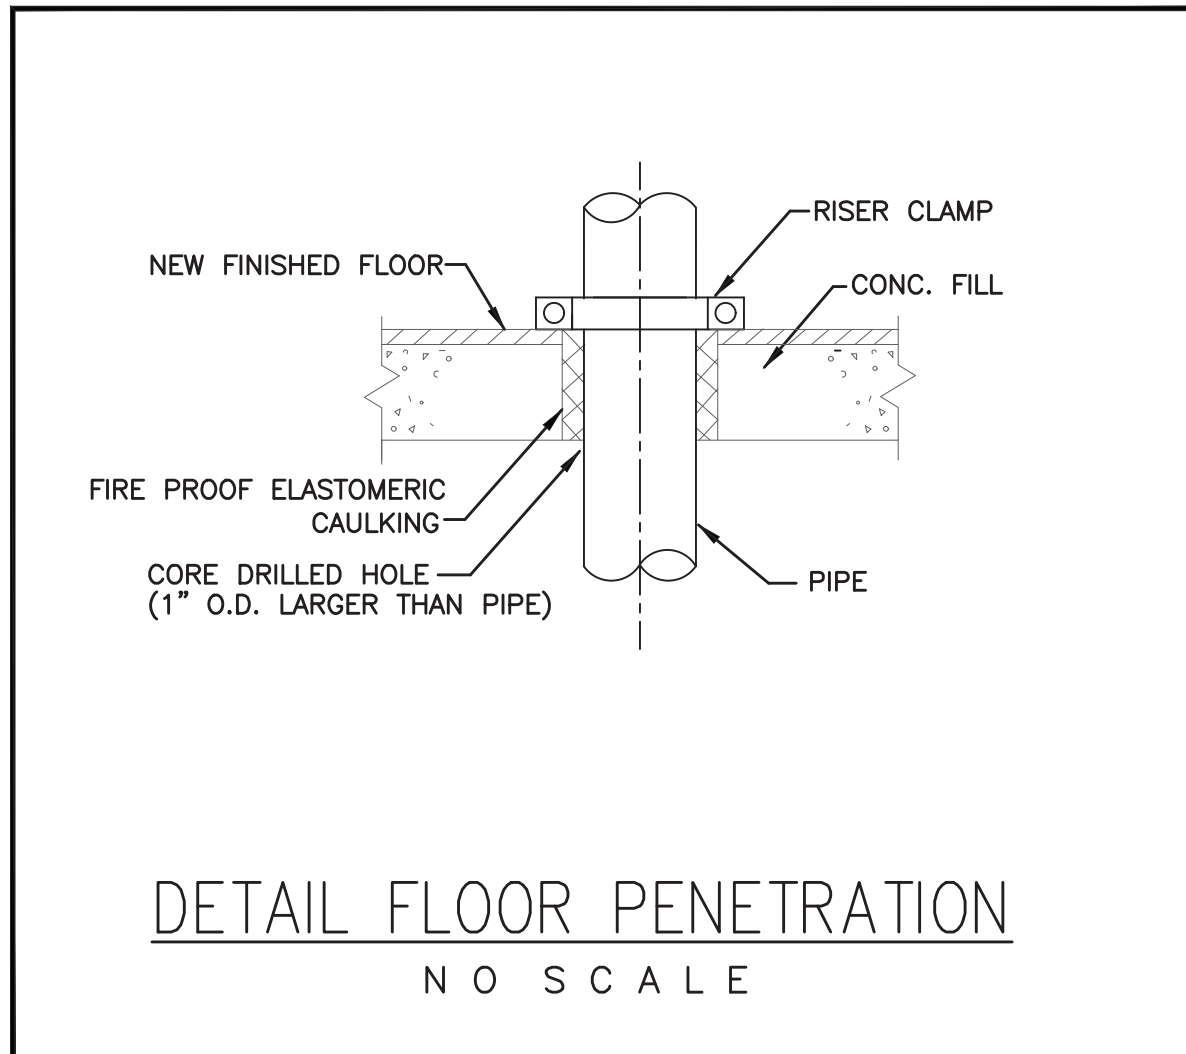 RISER CLAMP
NEW FINISHED FLOOR
CONC. FILL
FIRE PROOF ELASTOMERIC
CAULKING
CORE DRILLED HOLE
(1" O.D. LARGER THAN PIPE)
PIPE
DETAIL FLOOR PENETRATION
NO SCALE